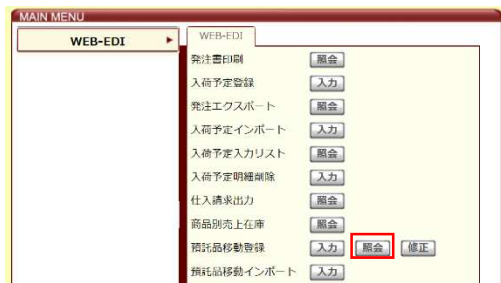 MAIN MENU
WEB-EDI
WEB-EDI
発注書印刷 照会
入荷予定登録 入力
発注エクスポート 照会
入荷予定インポート 入力
入荷予定入力リスト 照会
入荷予定明細削除 入力
仕入請求出力 照会
商品別売上在庫 照会
預託品移動登録 入力 照会 修正
預託品移動インポート 入力